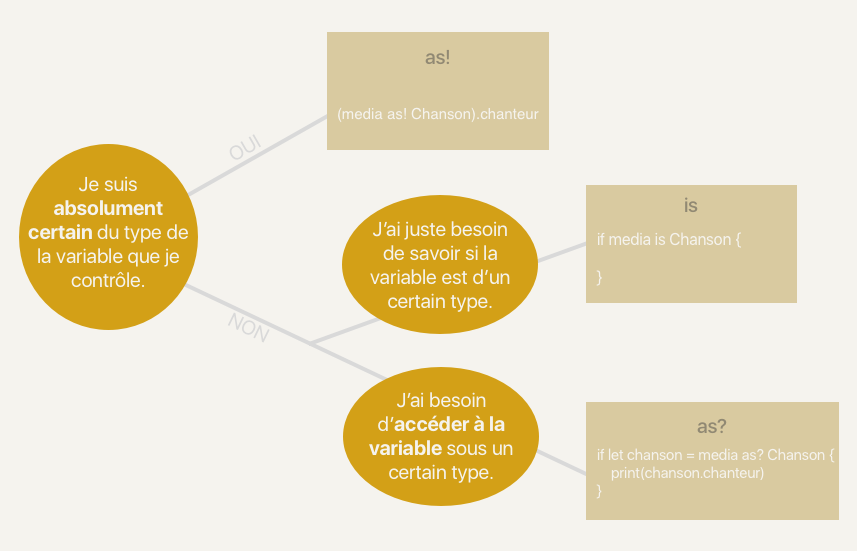 Je suis
absolument
certain du type de
la variable que je
contrôle.
OUI
as!
(media as! Chanson).chanteur
NON
J’ai juste besoin
de savoir si la
variable est d’un
certain type.
is
if media is Chanson {
}
J’ai besoin
d’accéder à la
variable sous un
certain type.
as?
if let chanson = media as? Chanson {
print(chanson.chanteur)
}